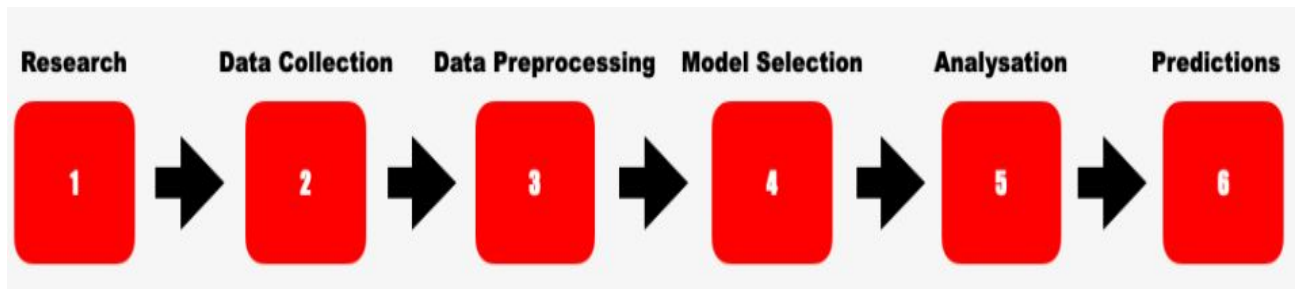 Research Data Collection Data Preprocessing Model Selection Analysation Predictions
1 2 3 4 5 6